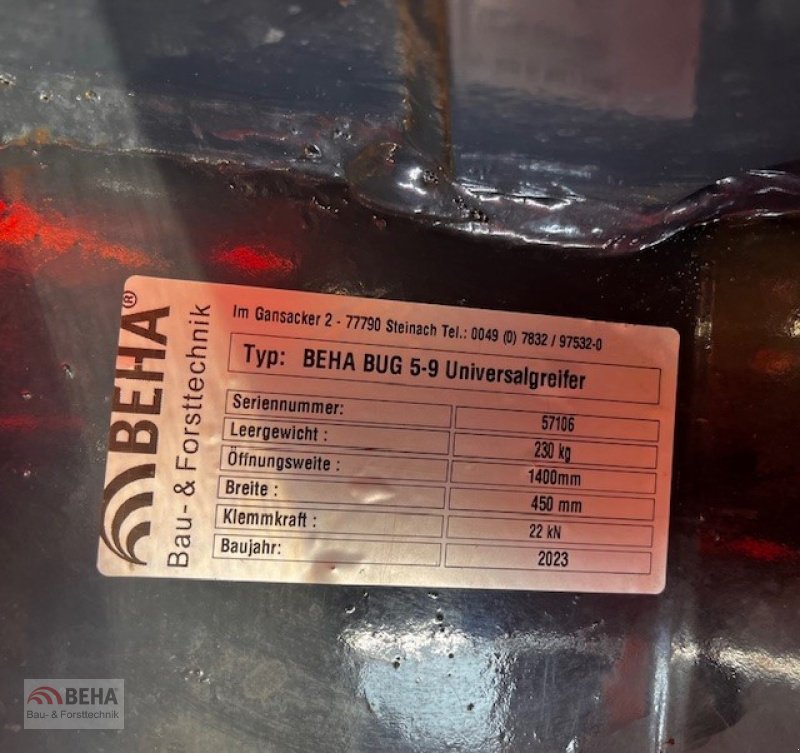 BEHA®
Bau- & Forsttechnik
Im Gansacker 2 - 77790 Steinach Tel.: 0049 (0) 7832 / 97532-0
Typ: BEHA BUG 5-9 Universalgreifer
Seriennummer: 57106
Leergewicht : 230 kg
Öffnungsweite : 1400mm
Breite : 450 mm
Klemmkraft : 22 kN
Baujahr: 2023
BEHA®
Bau- & Forsttechnik